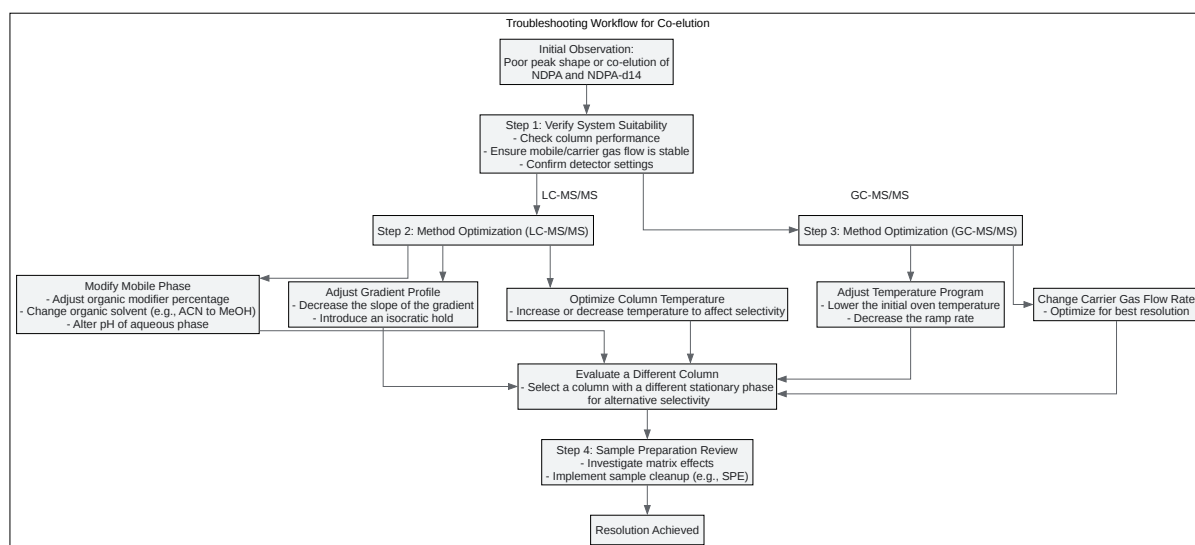 Troubleshooting Workflow for Co-elution
Initial Observation:
Poor peak shape or co-elution of
NDPA and NDPA-d14
Step 1: Verify System Suitability
- Check column performance
- Ensure mobile/carrier gas flow is stable
- Confirm detector settings
LC-MS/MS
GC-MS/MS
Step 2: Method Optimization (LC-MS/MS)
Step 3: Method Optimization (GC-MS/MS)
Modify Mobile Phase
- Adjust organic modifier percentage
- Change organic solvent (e.g., ACN to MeOH)
- Alter pH of aqueous phase
Adjust Gradient Profile
- Decrease the slope of the gradient
- Introduce an isocratic hold
Optimize Column Temperature
- Increase or decrease temperature to affect selectivity
Adjust Temperature Program
- Lower the initial oven temperature
- Decrease the ramp rate
Change Carrier Gas Flow Rate
- Optimize for best resolution
Evaluate a Different Column
- Select a column with a different stationary phase
for alternative selectivity
Step 4: Sample Preparation Review
- Investigate matrix effects
- Implement sample cleanup (e.g., SPE)
Resolution Achieved